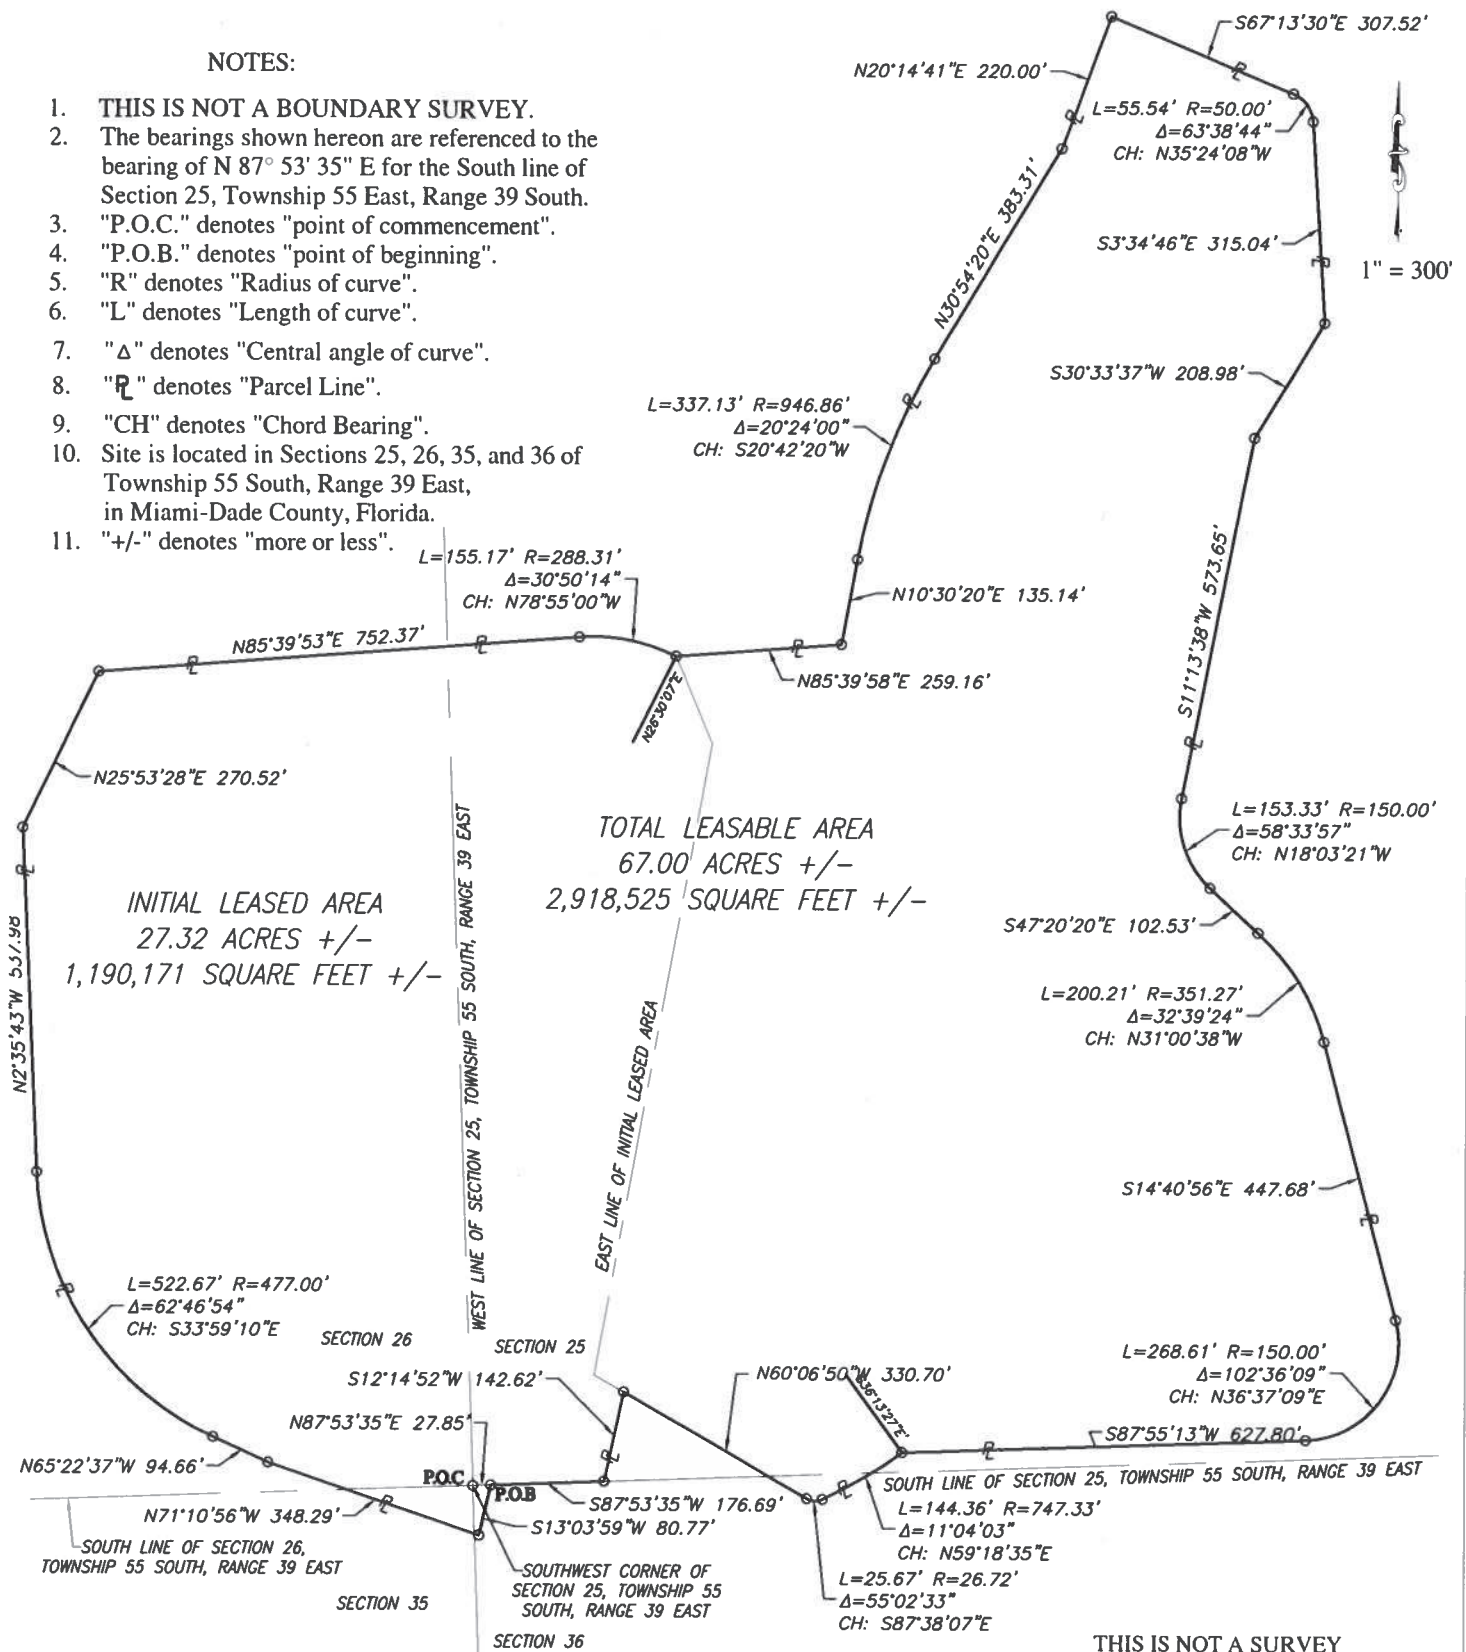 NOTES:
1. THIS IS NOT A BOUNDARY SURVEY.
2. The bearings shown hereon are referenced to the
bearing of N 87° 53' 35" E for the South line of
Section 25, Township 55 East, Range 39 South.
3. "P.O.C." denotes "point of commencement".
4. "P.O.B." denotes "point of beginning".
5. "R" denotes "Radius of curve".
6. "L" denotes "Length of curve".
7. "Δ" denotes "Central angle of curve".
8. "PL" denotes "Parcel Line".
9. "CH" denotes "Chord Bearing".
10. Site is located in Sections 25, 26, 35, and 36 of
Township 55 South, Range 39 East,
in Miami-Dade County, Florida.
11. "+/-" denotes "more or less".
S67°13'30"E 307.52'
N20°14'41"E 220.00'
L=55.54' R=50.00'
Δ=63°38'44"
CH: N35°24'08"W
1" = 300'
S3°34'46"E 315.04'
N30°54'20"E 383.31'
S30°33'37"W 208.98'
L=337.13' R=946.86'
Δ=20°24'00"
CH: S20°42'20"W
L=155.17' R=288.31'
Δ=30°50'14"
CH: N78°55'00"W
N10°30'20"E 135.14'
N85°39'53"E 752.37'
N85°39'58"E 259.16'
N26°30'07"E
S11°13'38"W 573.65'
N25°53'28"E 270.52'
L=153.33' R=150.00'
Δ=58°33'57"
CH: N18°03'21"W
TOTAL LEASABLE AREA
67.00 ACRES +/-
2,918,525 SQUARE FEET +/-
INITIAL LEASED AREA
27.32 ACRES +/-
1,190,171 SQUARE FEET +/-
S47°20'20"E 102.53'
N2°35'43"W 537.98'
WEST LINE OF SECTION 25, TOWNSHIP 55 SOUTH, RANGE 39 EAST
EAST LINE OF INITIAL LEASED AREA
L=200.21' R=351.27'
Δ=32°39'24"
CH: N31°00'38"W
S14°40'56"E 447.68'
L=522.67' R=477.00'
Δ=62°46'54"
CH: S33°59'10"E
SECTION 26
SECTION 25
L=268.61' R=150.00'
Δ=102°36'09"
CH: N36°37'09"E
S12°14'52"W 142.62'
N60°06'50"W 330.70'
S36°13'27"E
N87°53'35"E 27.85'
S87°55'13"W 627.80'
N65°22'37"W 94.66'
P.O.C
P.O.B
SOUTH LINE OF SECTION 25, TOWNSHIP 55 SOUTH, RANGE 39 EAST
N71°10'56"W 348.29'
S87°53'35"W 176.69'
S13°03'59"W 80.77'
L=144.36' R=747.33'
Δ=11°04'03"
CH: N59°18'35"E
SOUTH LINE OF SECTION 26,
TOWNSHIP 55 SOUTH, RANGE 39 EAST
SOUTHWEST CORNER OF
SECTION 25, TOWNSHIP 55
SOUTH, RANGE 39 EAST
L=25.67' R=26.72'
Δ=55°02'33"
CH: S87°38'07"E
SECTION 35
SECTION 36
THIS IS NOT A SURVEY